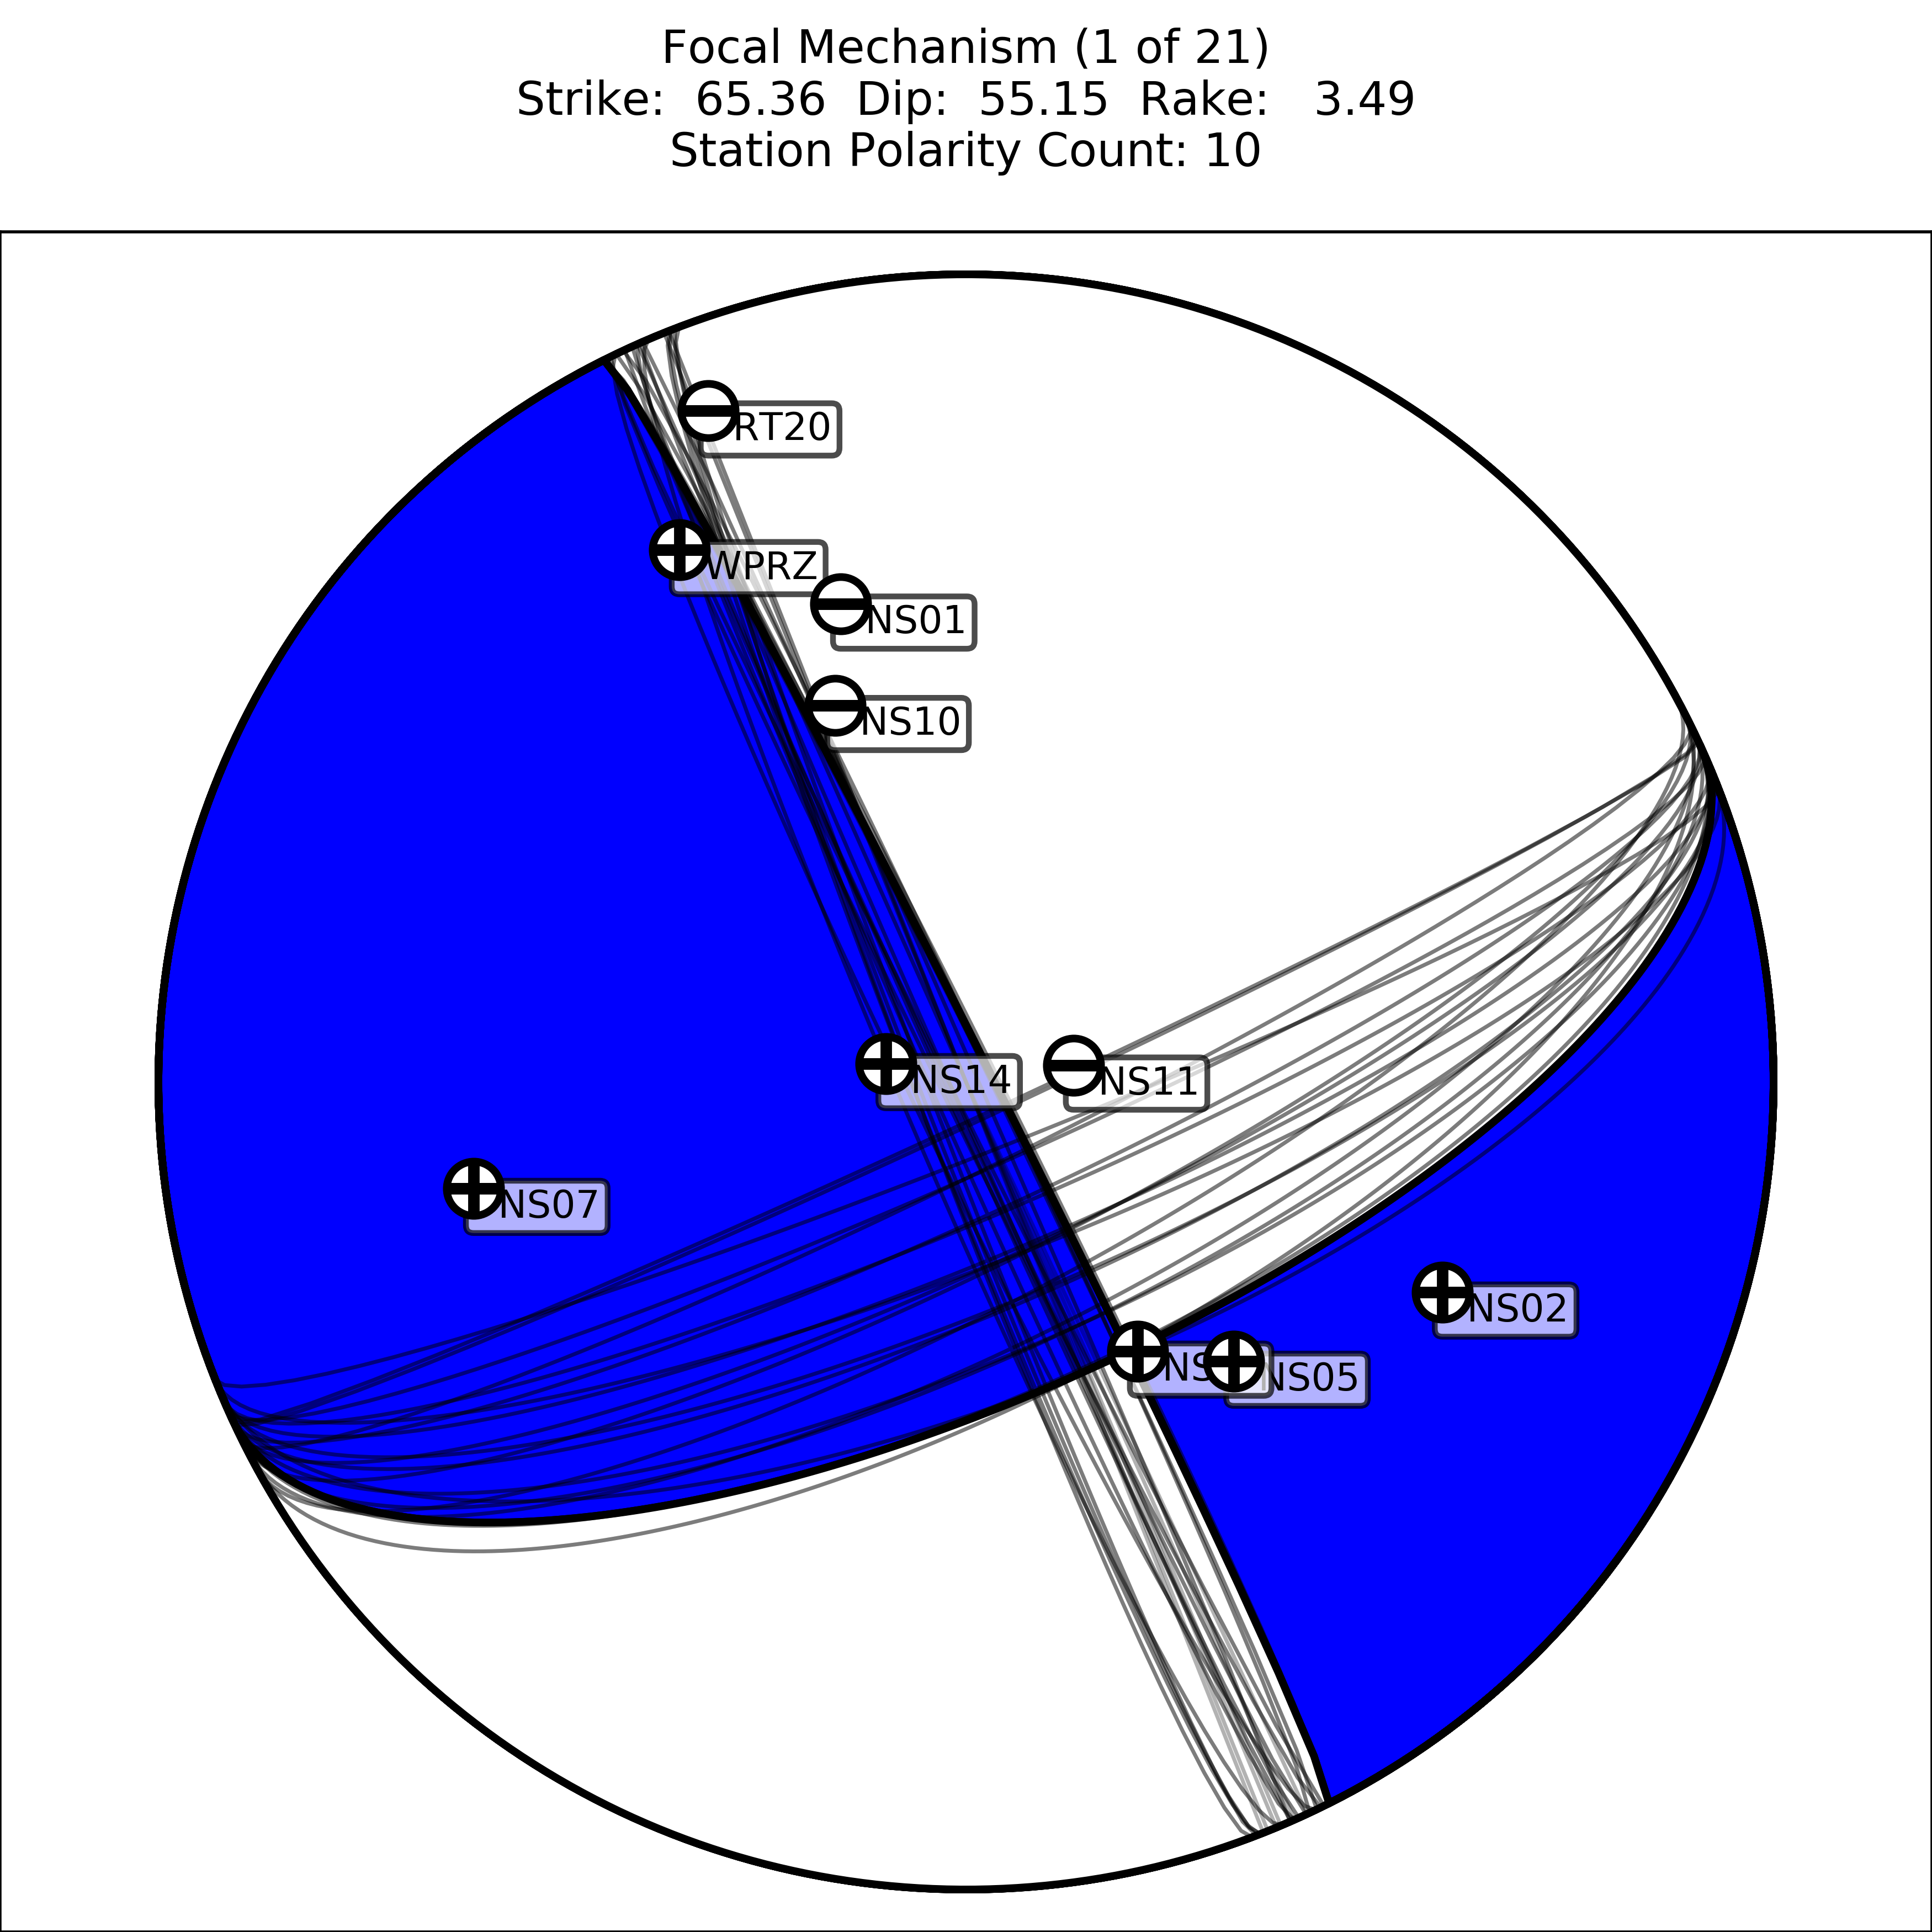 Focal Mechanism (1 of 21)
Strike: 65.36 Dip: 55.15 Rake: 3.49
Station Polarity Count: 10
RT20
WPRZ
NS01
NS10
NS14
NS11
NS07
NS02
NS05